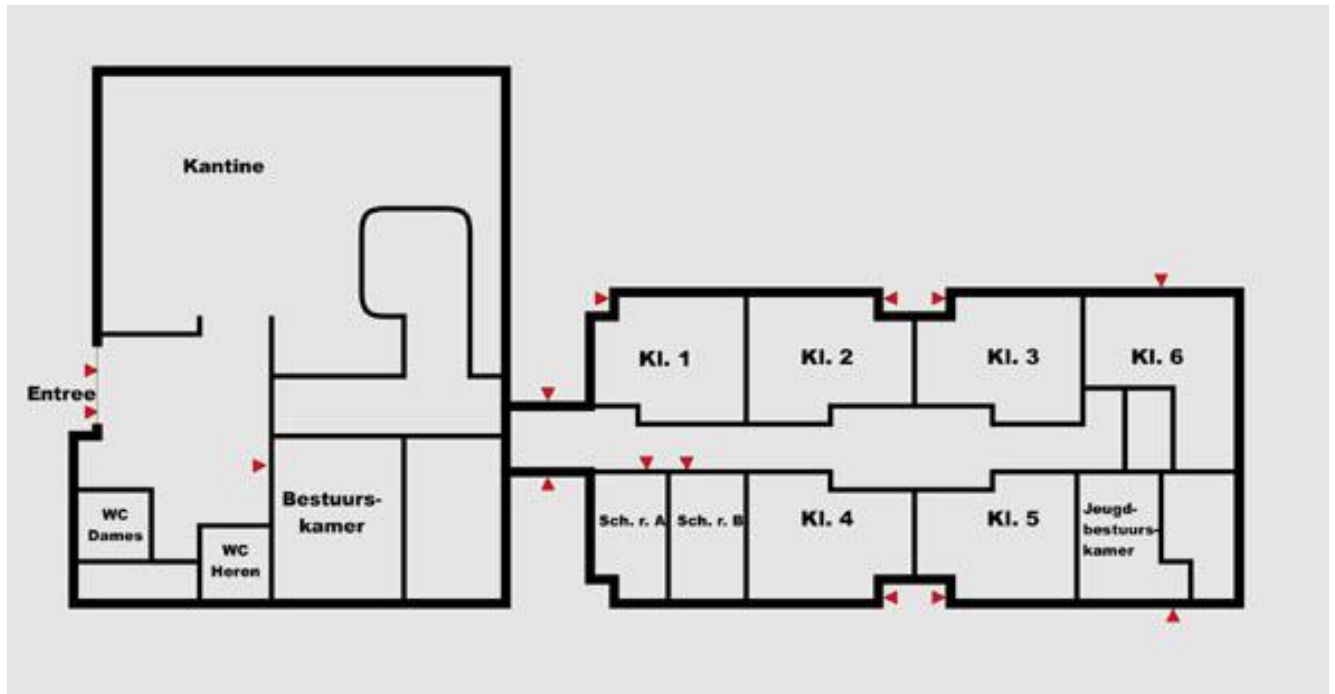 Kantine
Entree
WC
Dames
WC
Heren
Bestuurs-
kamer
Kl. 1
Kl. 2
Kl. 3
Kl. 6
Sch. r. A
Sch. r. B
Kl. 4
Kl. 5
Jeugd-
bestuurs-
kamer